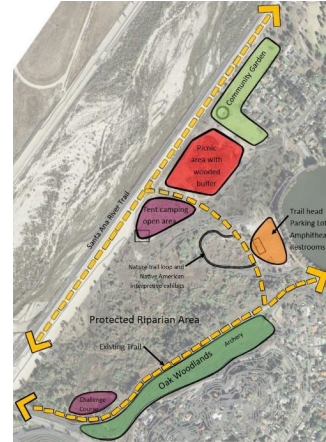 Community Garden
Picnic
area with
wooded
buffer
Santa Ana River Trail
Tent camping
open area
Trail head
Parking Lot
Amphithea
restrooms
Nature trail loop and
Native American
Interpretive exhibits
Protected Riparian Area
Existing Trail
Oak Woodlands
Archery
Challenge
Course